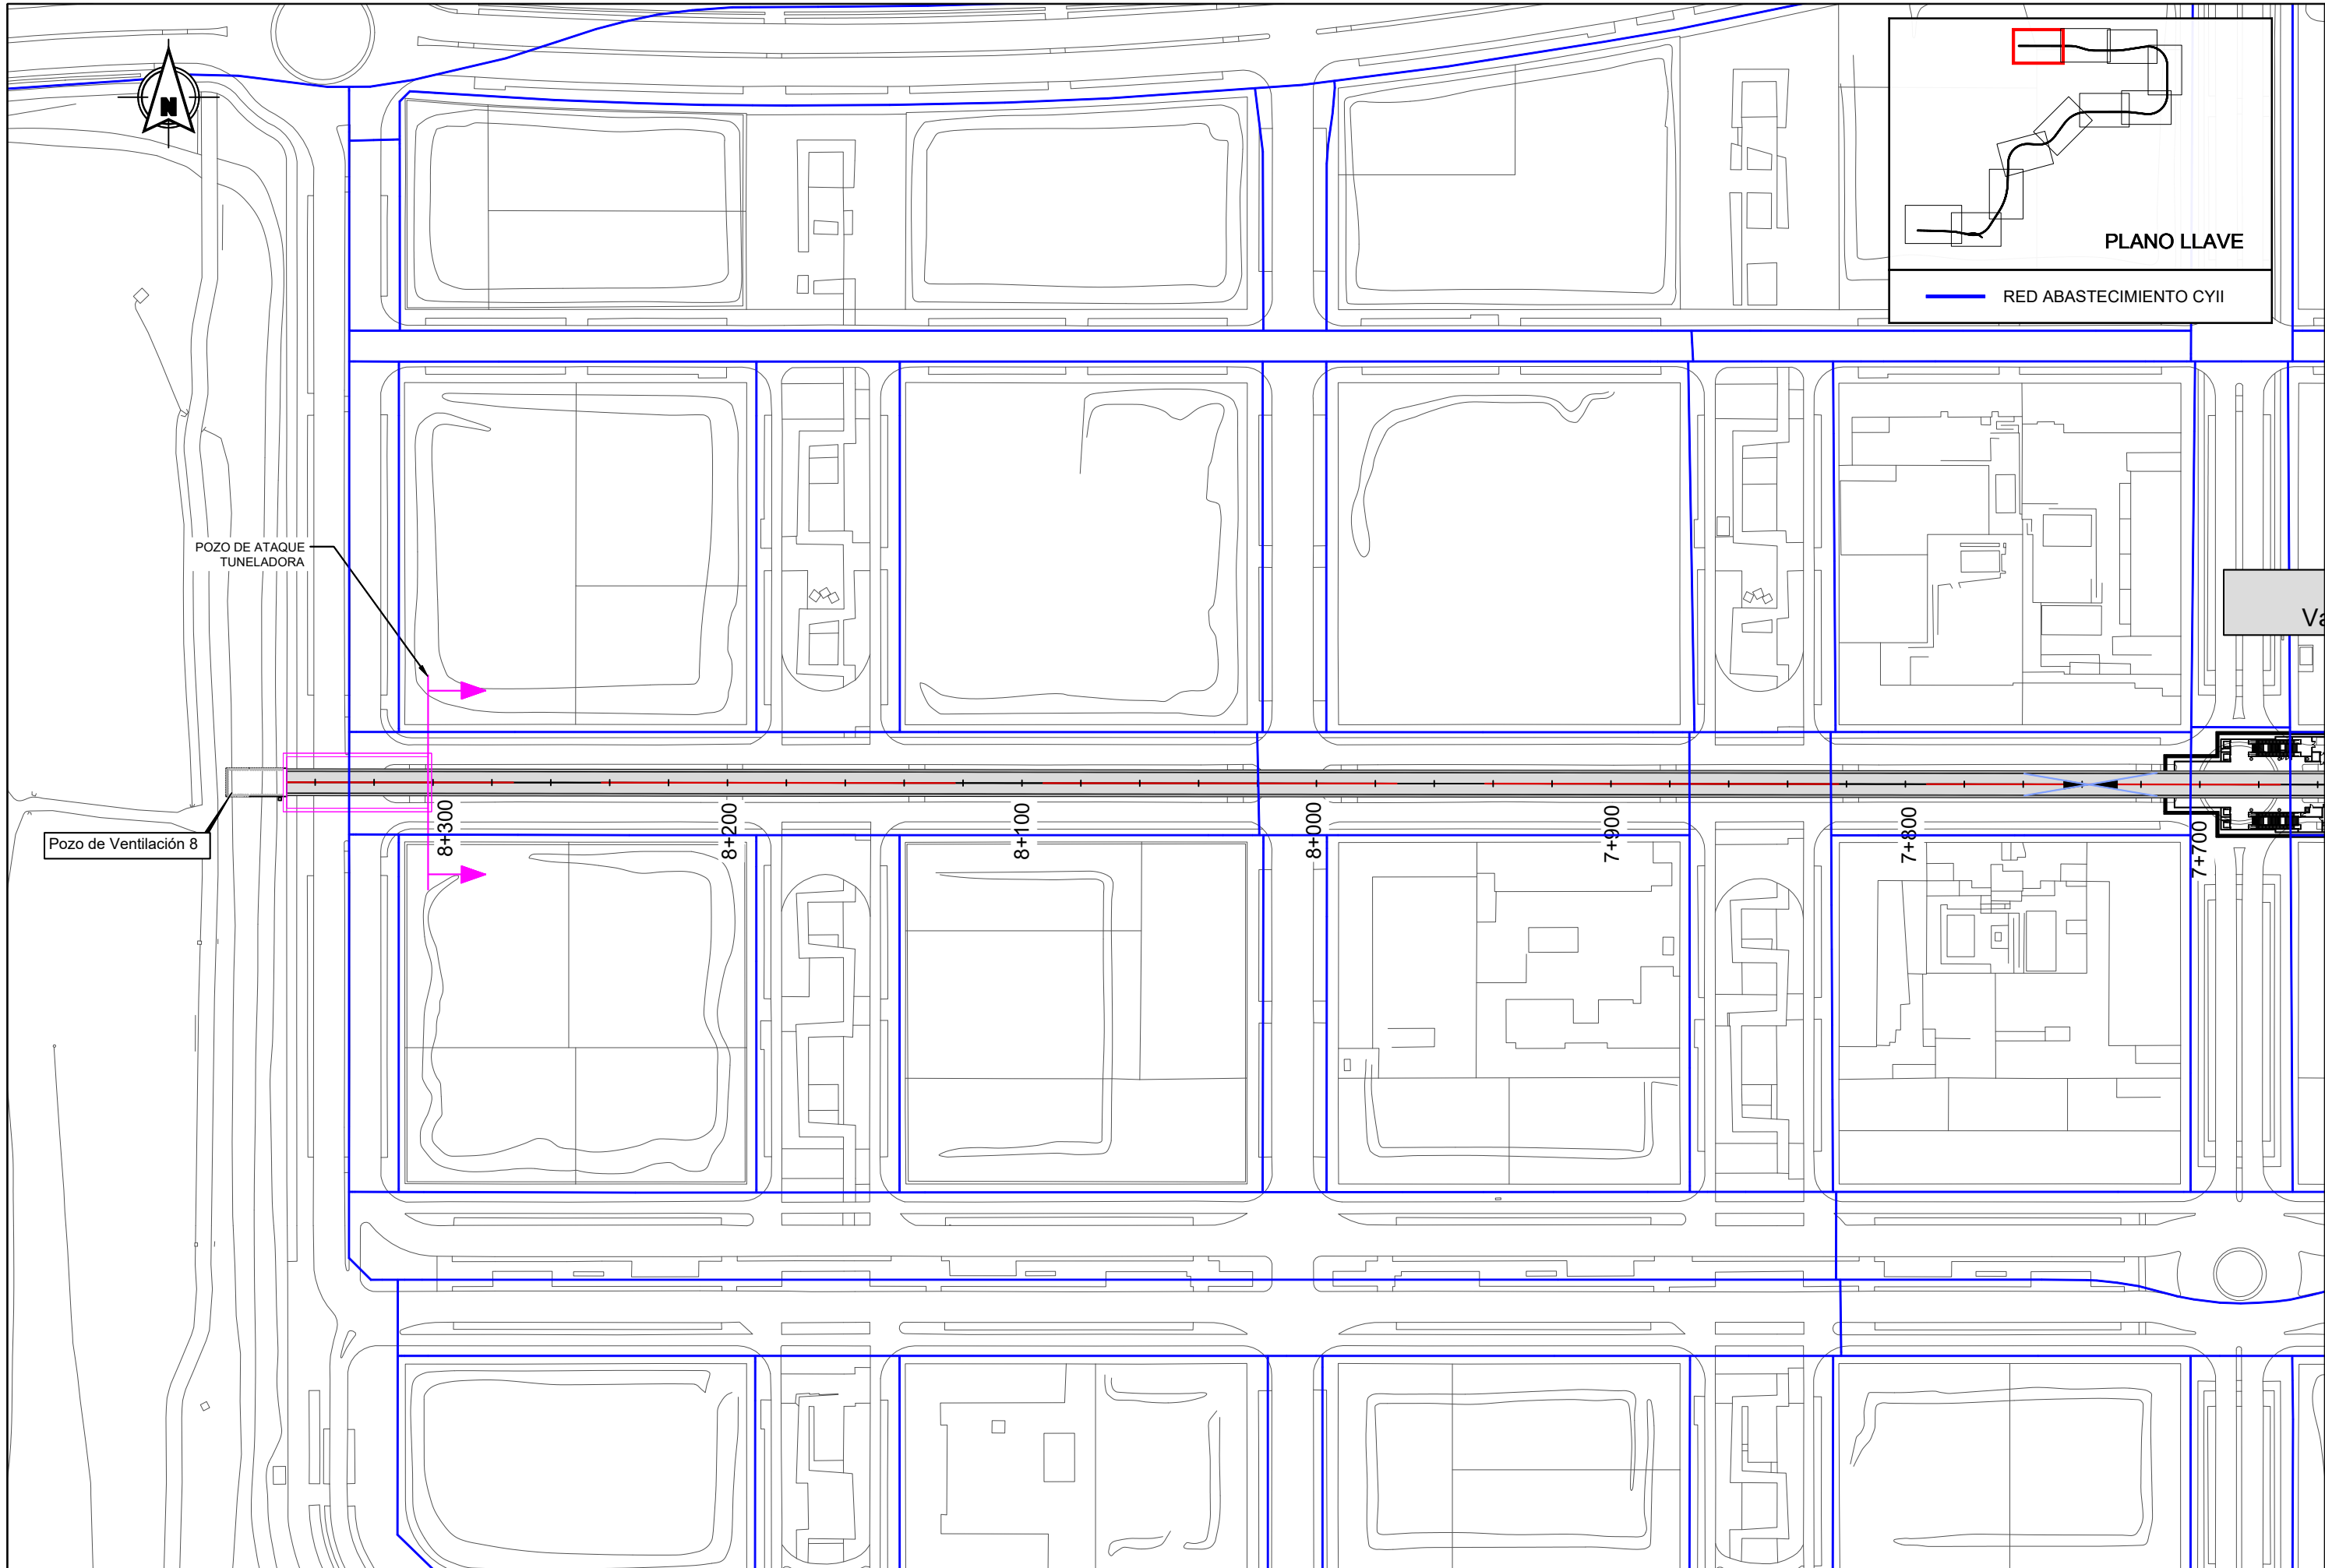 N
PLANO LLAVE
RED ABASTECIMIENTO CYII
POZO DE ATAQUE
TUNELADORA
Va
Pozo de Ventilación 8
8+300
8+200
8+100
8+000
7+900
7+800
7+700